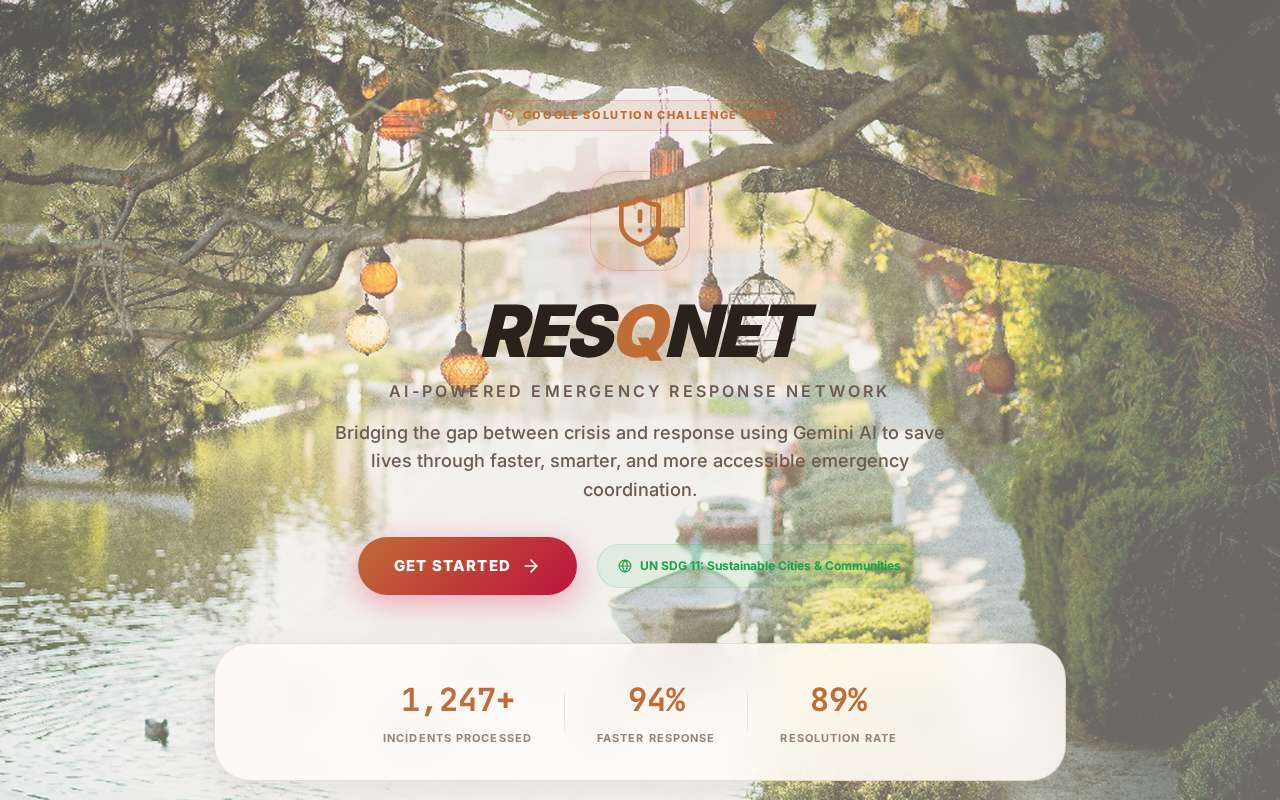 GOOGLE SOLUTION CHALLENGE
RESQNET
AI-POWERED EMERGENCY RESPONSE NETWORK
Bridging the gap between crisis and response using Gemini AI to save
lives through faster, smarter, and more accessible emergency
coordination.
GET STARTED
UN SDG 11: Sustainable Cities & Communities
1,247+
94%
89%
INCIDENTS PROCESSED
FASTER RESPONSE
RESOLUTION RATE